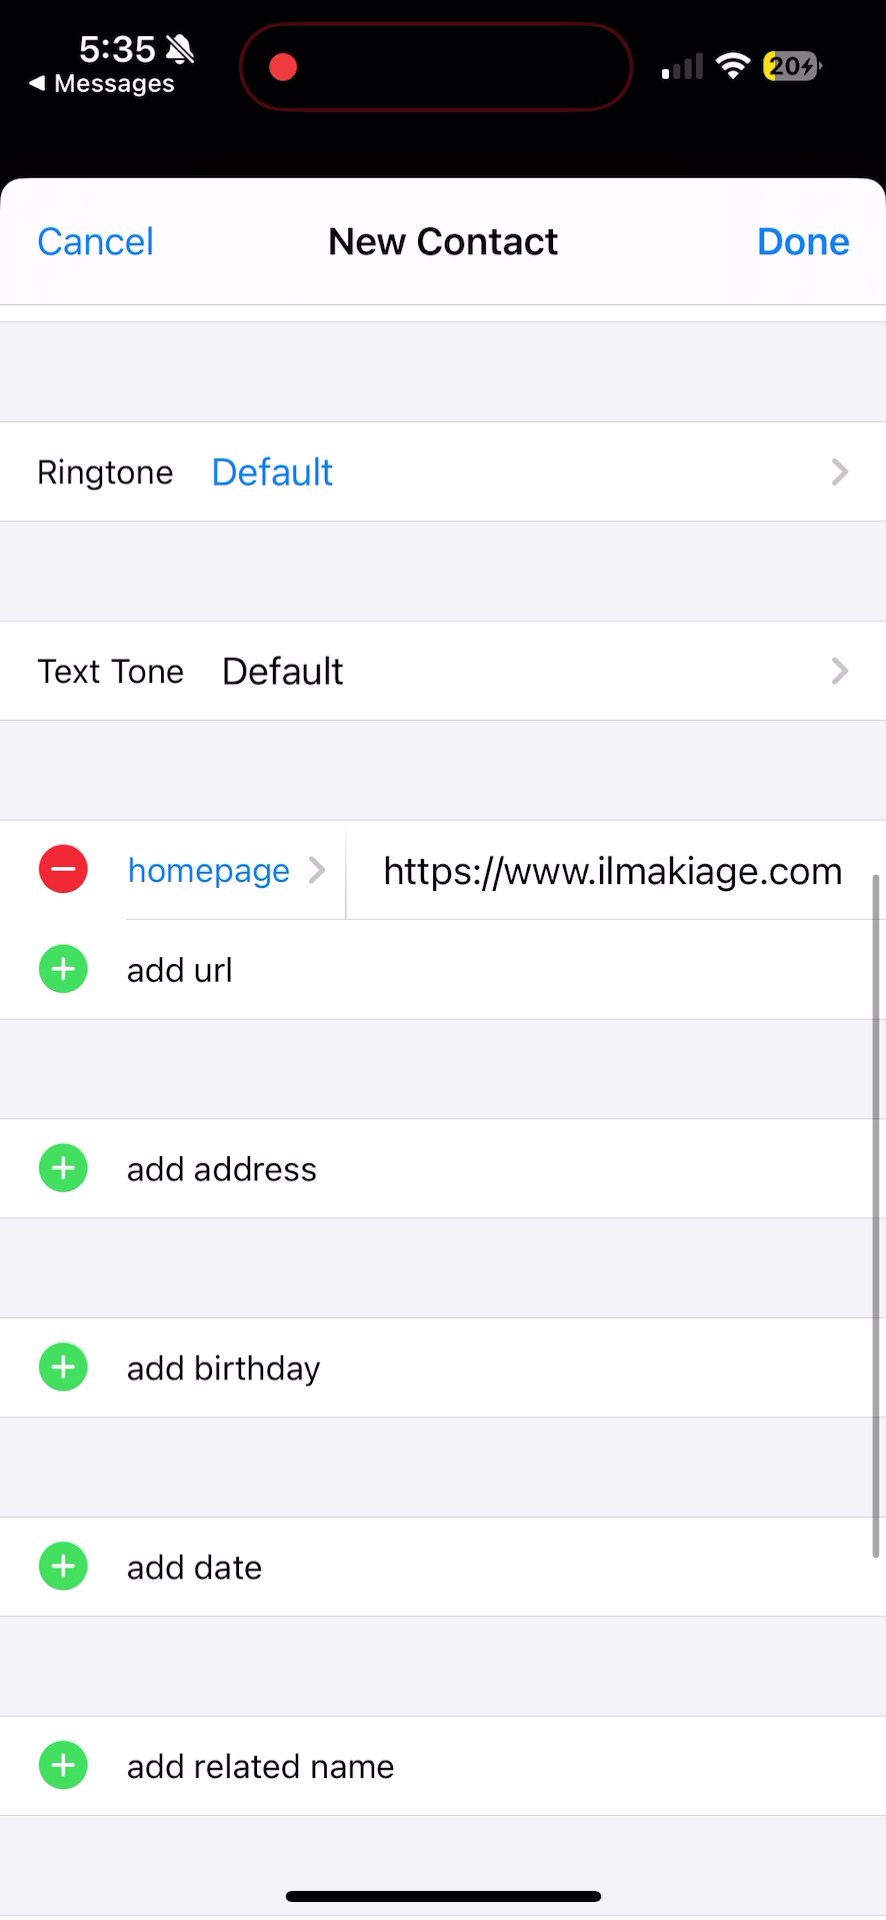 5:35
◀ Messages
20
Cancel
New Contact
Done
Ringtone Default
Text Tone Default
homepage https://www.ilmakiage.com
add url
add address
add birthday
add date
add related name